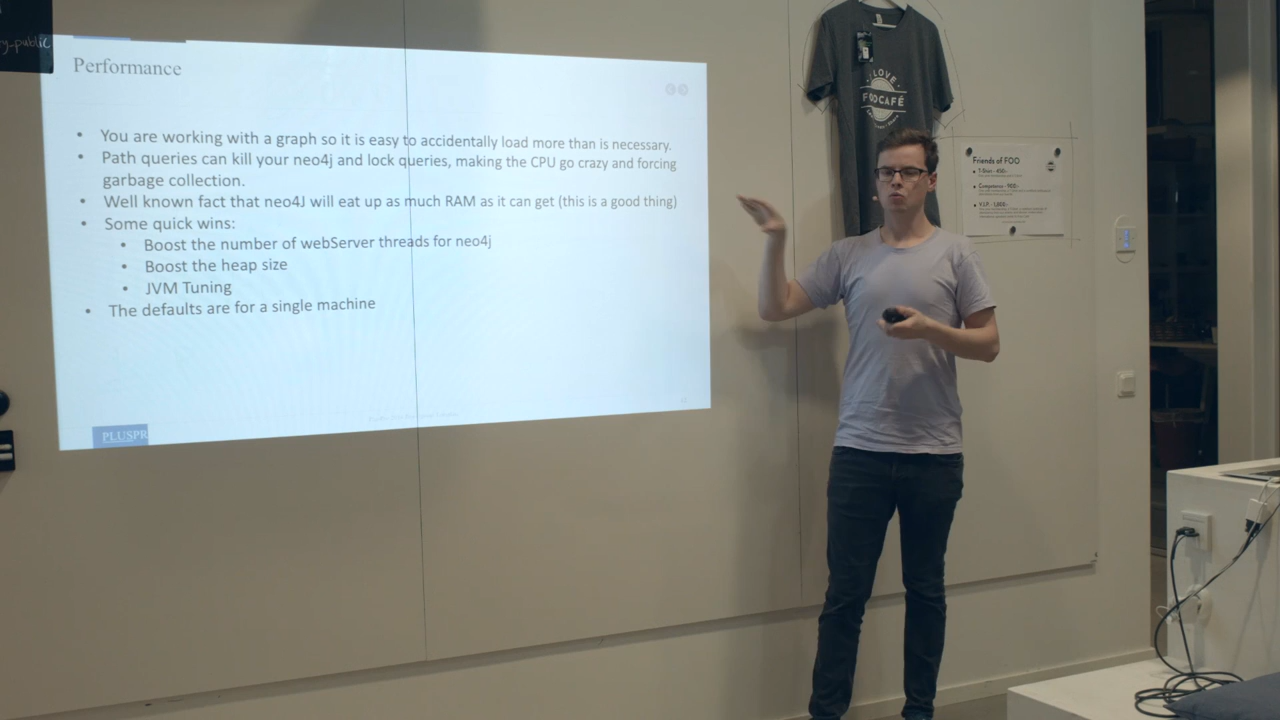 y_public
Performance
• You are working with a graph so it is easy to accidentally load more than is necessary.
• Path queries can kill your neo4j and lock queries, making the CPU go crazy and forcing
garbage collection.
• Well known fact that neo4J will eat up as much RAM as it can get (this is a good thing)
• Some quick wins:
• Boost the number of webServer threads for neo4j
• Boost the heap size
• JVM Tuning
• The defaults are for a single machine
PLUSPR
I LOVE
FOOCAFÉ
Friends of FOO